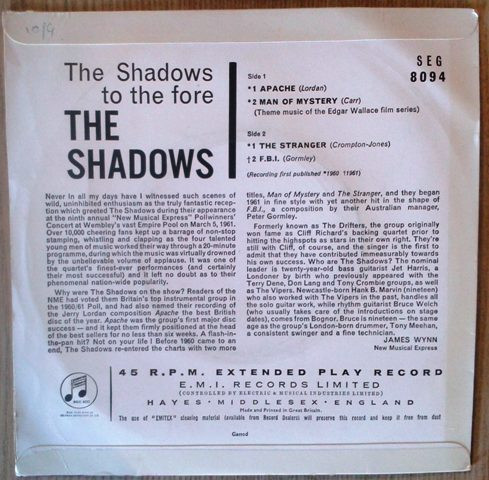 The Shadows
to the fore
THE
SHADOWS
SEG
8094
Side 1
*1 APACHE (Lordan)
*2 MAN OF MYSTERY (Carr)
(Theme music of the Edgar Wallace film series)
Side 2
*1 THE STRANGER (Crompton-Jones)
†2 F.B.I. (Gormley)
(Recording first published *1960 †1961)
Never in all my days have I witnessed such scenes of
wild, uninhibited enthusiasm as the truly fantastic recep-
tion which greeted The Shadows during their appearance
at the ninth annual "New Musical Express" Pollwinners'
Concert at Wembley's vast Empire Pool on March 5, 1961.
Over 10,000 cheering fans kept up a barrage of non-stop
stamping, whistling and clapping as the four talented
young men of music worked their way through a 20-minute
programme, during which the music was virtually drowned
by the unbelievable volume of applause. It was one
of the quartet's finest-ever performances (and certainly
their most successful) and it left no doubt as to their
phenomenal nation-wide popularity.
Why were The Shadows on the show? Readers of the
NME had voted them Britain's top instrumental group in
the 1960/61 Poll, and also named their recording of
the Jerry Lordan composition Apache the best British
disc of the year. Apache was the group's first major disc
success — and it kept them firmly positioned at the head
of the best sellers for no less than six weeks. A flash-in-
the-pan hit? Not on your life! Before 1960 came to an
end, The Shadows re-entered the charts with two more
titles, Man of Mystery and The Stranger, and they began
1961 in fine style with yet another hit in the shape of
F.B.I., a composition by their Australian manager,
Peter Gormley.
Formerly known as The Drifters, the group originally
won fame as Cliff Richard's backing quartet prior to
hitting the highspots as stars in their own right. They're
still with Cliff, of course, and the singer is the first to
admit that they have contributed immeasurably towards
his own success. Who are The Shadows? The nominal
leader is twenty-year-old bass guitarist Jet Harris, a
Londoner by birth who previously appeared with the
Terry Dene, Don Lang and Tony Crombie groups, as well
as The Vipers. Newcastle-born Hank B. Marvin (nineteen)
who also worked with The Vipers in the past, handles all
the solo guitar work, while rhythm guitarist Bruce Welch
(who usually takes care of the introductions on stage
dates), comes from Bognor. Bruce is nineteen — the same
age as the group's London-born drummer, Tony Meehan,
a consistent swinger and a fine technician.
JAMES WYNN
New Musical Express
45 R.P.M. EXTENDED PLAY RECORD
E.M.I. RECORDS LIMITED
(CONTROLLED BY ELECTRIC & MUSICAL INDUSTRIES LIMITED)
HAYES · MIDDLESEX · ENGLAND
Made and Printed in Great Britain.
The use of "EMITEX" cleaning material (available from Record Dealers) will preserve this record and keep it free from dust
Garrod